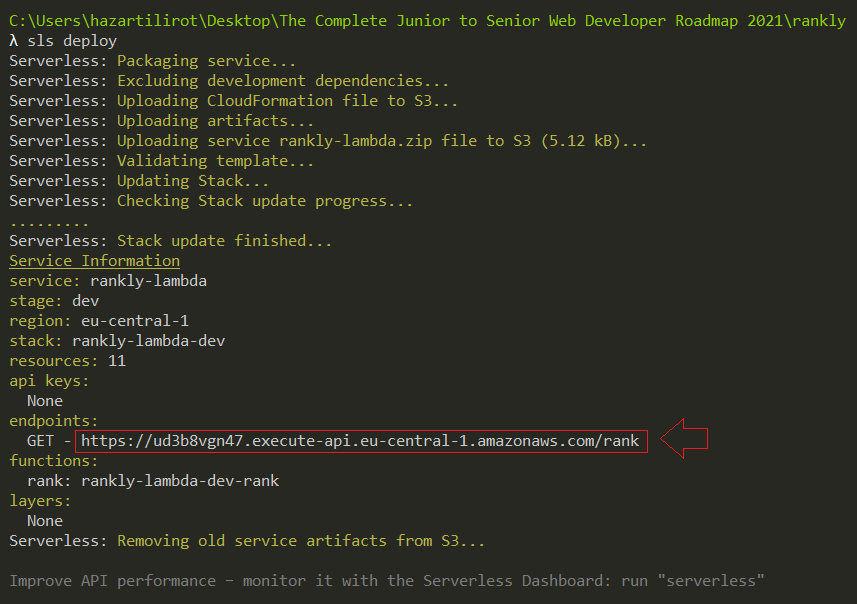 C:\Users\hazartilirot\Desktop\The Complete Junior to Senior Web Developer Roadmap 2021\rankly
λ sls deploy
Serverless: Packaging service...
Serverless: Excluding development dependencies...
Serverless: Uploading CloudFormation file to S3...
Serverless: Uploading artifacts...
Serverless: Uploading service rankly-lambda.zip file to S3 (5.12 kB)...
Serverless: Validating template...
Serverless: Updating Stack...
Serverless: Checking Stack update progress...
.........
Serverless: Stack update finished...
Service Information
service: rankly-lambda
stage: dev
region: eu-central-1
stack: rankly-lambda-dev
resources: 11
api keys:
  None
endpoints:
  GET - https://ud3b8vgn47.execute-api.eu-central-1.amazonaws.com/rank
functions:
  rank: rankly-lambda-dev-rank
layers:
  None
Serverless: Removing old service artifacts from S3...
Improve API performance – monitor it with the Serverless Dashboard: run "serverless"